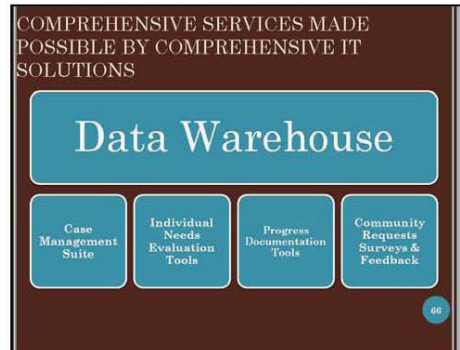 COMPREHENSIVE SERVICES MADE
POSSIBLE BY COMPREHENSIVE IT
SOLUTIONS
Data Warehouse
Case
Management
Suite
Individual
Needs
Evaluation
Tools
Progress
Documentation
Tools
Community
Requests
Surveys &
Feedback
66